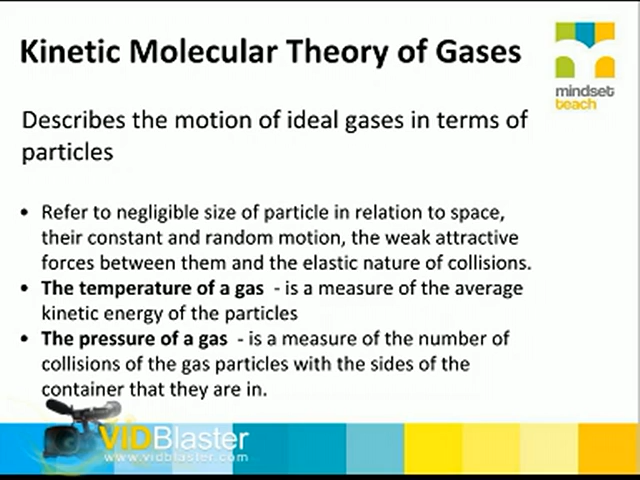 Kinetic Molecular Theory of Gases
mindset
teach
Describes the motion of ideal gases in terms of
particles
• Refer to negligible size of particle in relation to space,
their constant and random motion, the weak attractive
forces between them and the elastic nature of collisions.
• The temperature of a gas - is a measure of the average
kinetic energy of the particles
• The pressure of a gas - is a measure of the number of
collisions of the gas particles with the sides of the
container that they are in.
VIDBlaster
www.vidblaster.com